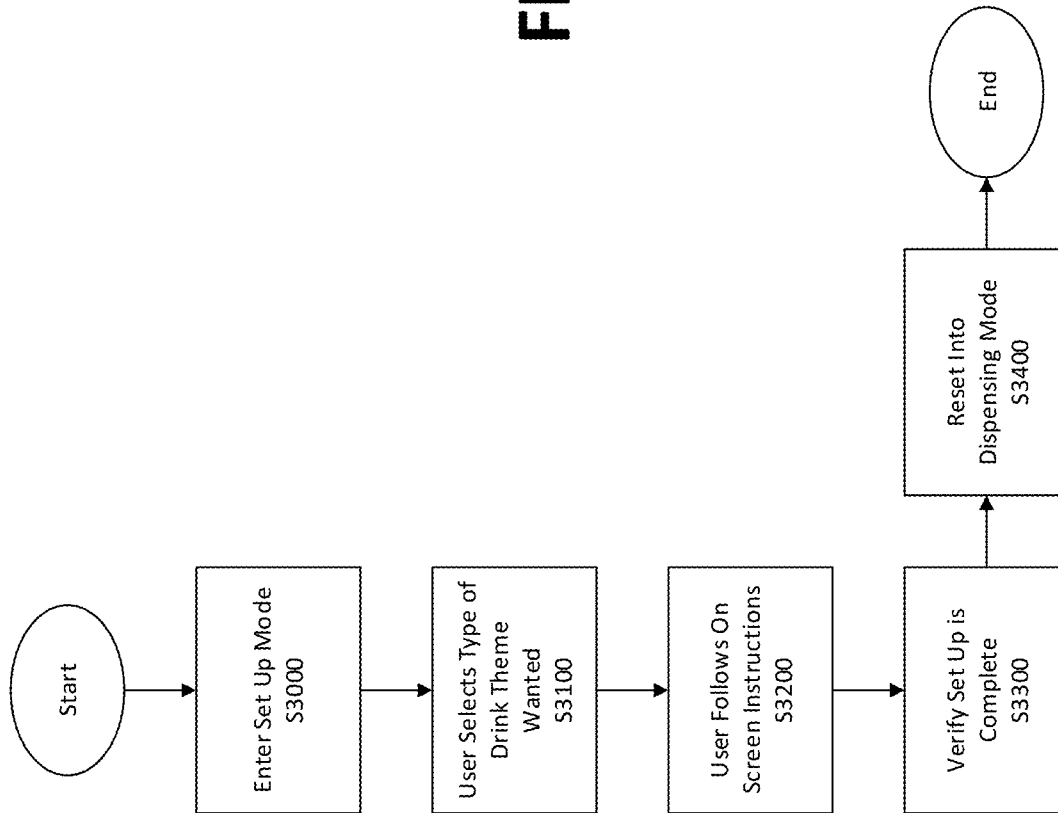 Start
Enter Set Up Mode
S3000
User Selects Type of
Drink Theme
Wanted
S3100
User Follows On
Screen Instructions
S3200
Verify Set Up is
Complete
S3300
Reset Into
Dispensing Mode
S3400
End